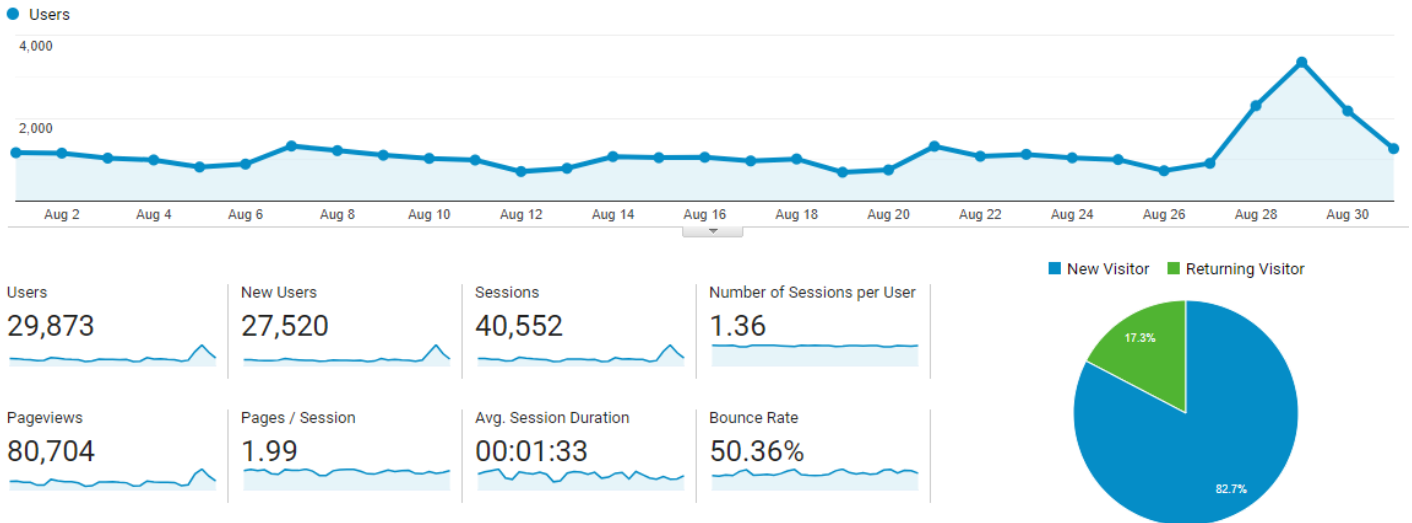 Users
4,000
2,000
Aug 2 Aug 4 Aug 6 Aug 8 Aug 10 Aug 12 Aug 14 Aug 16 Aug 18 Aug 20 Aug 22 Aug 24 Aug 26 Aug 28 Aug 30
New Visitor Returning Visitor
Users
29,873
New Users
27,520
Sessions
40,552
Number of Sessions per User
1.36
Pageviews
80,704
Pages / Session
1.99
Avg. Session Duration
00:01:33
Bounce Rate
50.36%
17.3%
82.7%